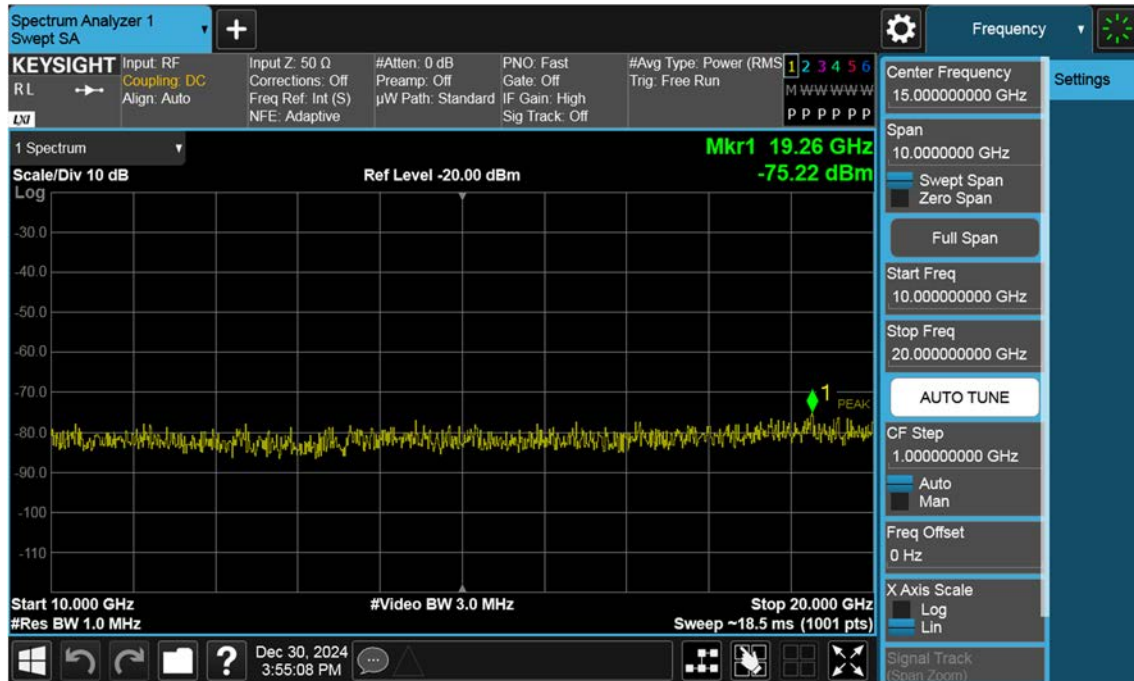 Spectrum Analyzer 1
Swept SA
Frequency
KEYSIGHT
RL
LXI
Input: RF
Coupling: DC
Align: Auto
Input Z: 50 Ω
Corrections: Off
Freq Ref: Int (S)
NFE: Adaptive
#Atten: 0 dB
Preamp: Off
µW Path: Standard
PNO: Fast
Gate: Off
IF Gain: High
Sig Track: Off
#Avg Type: Power (RMS
Trig: Free Run
1 2 3 4 5 6
M W W W W W
P P P P P P
1 Spectrum
Scale/Div 10 dB
Log
Ref Level -20.00 dBm
Mkr1 19.26 GHz
-75.22 dBm
-30.0
-40.0
-50.0
-60.0
-70.0
-80.0
-90.0
-100
-110
1
PEAK
Start 10.000 GHz
#Res BW 1.0 MHz
#Video BW 3.0 MHz
Stop 20.000 GHz
Sweep ~18.5 ms (1001 pts)
Dec 30, 2024
3:55:08 PM
Center Frequency
15.000000000 GHz
Span
10.0000000 GHz
Swept Span
Zero Span
Full Span
Start Freq
10.000000000 GHz
Stop Freq
20.000000000 GHz
AUTO TUNE
CF Step
1.000000000 GHz
Auto
Man
Freq Offset
0 Hz
X Axis Scale
Log
Lin
Signal Track
(Span Zoom)
Settings